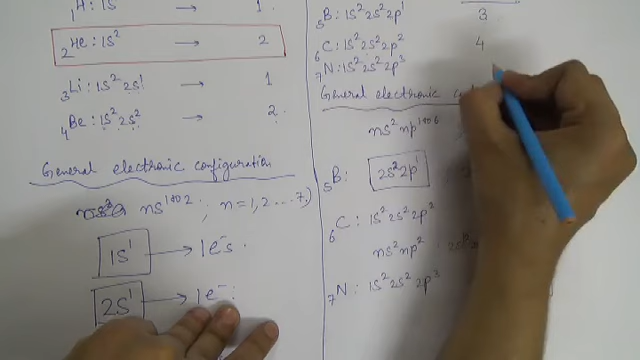 ₁H: 1S¹ → 1
₂He: 1S² → 2
₃Li: 1S² 2S¹ → 1
₄Be: 1S² 2S² → 2
General electronic configuration
nS¹ to 2; n=1,2...7)
1S¹ → 1e⁻s.
2S¹ → 1e⁻.
₅B: 1S² 2S² 2p¹ 3
₆C: 1S² 2S² 2p² 4
₇N: 1S² 2S² 2p³
General electronic
nS² np¹ to 6
₅B: 2S² 2p¹
₆C: 1S² 2S² 2p²
nS² np²
₇N: 1S² 2S² 2p³